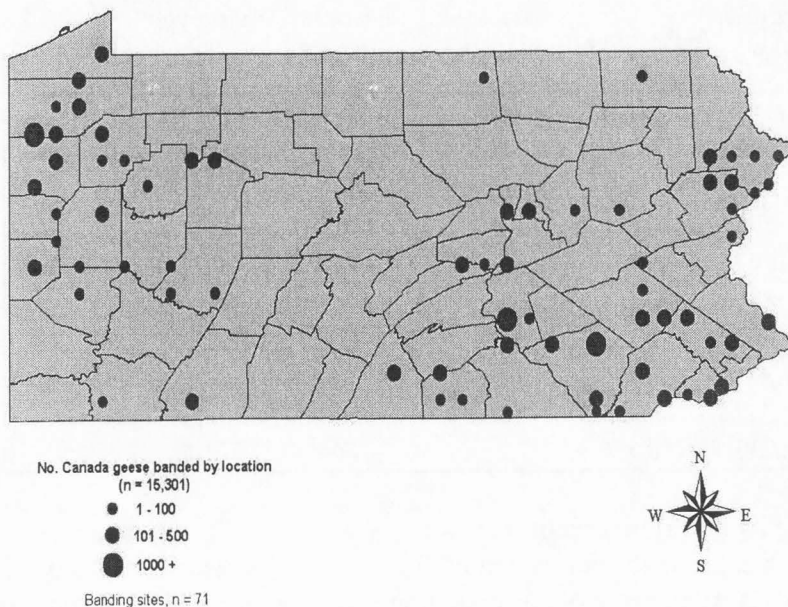 No. Canada geese banded by location
(n = 15,301)
1 - 100
101 - 500
1000 +
Banding sites, n = 71
N
W E
S